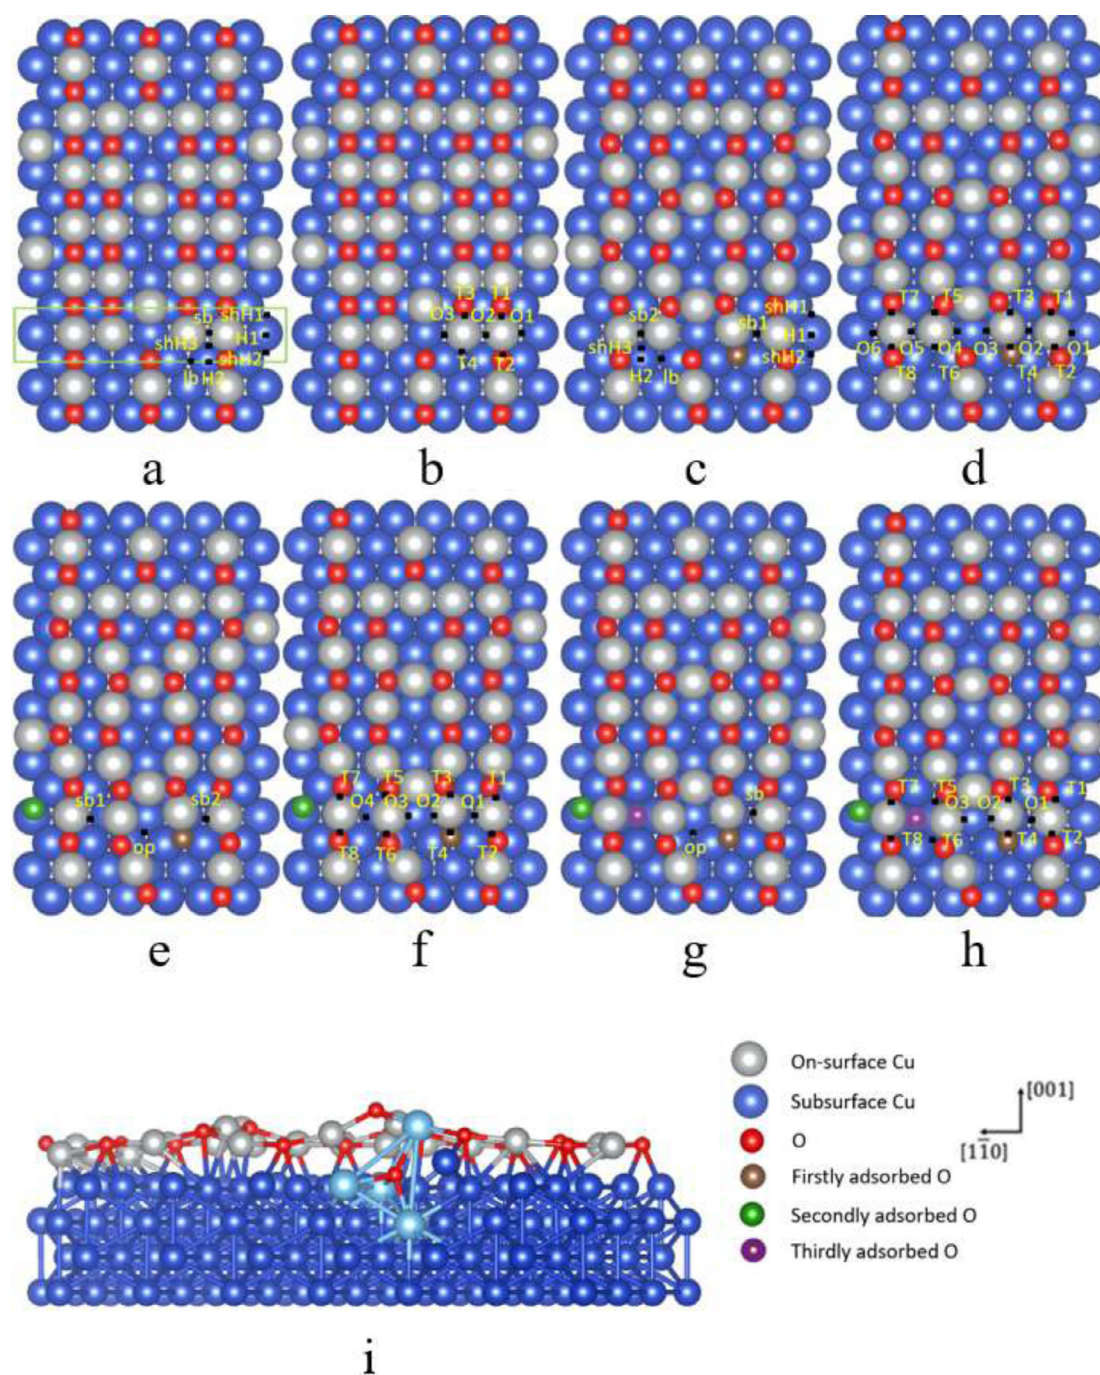 sb shH1
H1
shH3
shH2
lb H2
T3 T1
O3 O2 O1
T4 T2
sb2 sb1 shH1
H1
shH3
shH2
H2 lb
T7 T5 T3 T1
O6 O5 O4 O3 O2 O1
T8 T6 T4 T2
a b c d
sb1 sb2
op
T7 T5 T3 T1
O4 O3 O2 O1
T8 T6 T4 T2
sb
op
T7 T5 T3 T1
O3 O2 O1
T8 T6 T4 T2
e f g h
On-surface Cu
Subsurface Cu
O
Firstly adsorbed O
Secondly adsorbed O
Thirdly adsorbed O
[001]
[11̄0]
i